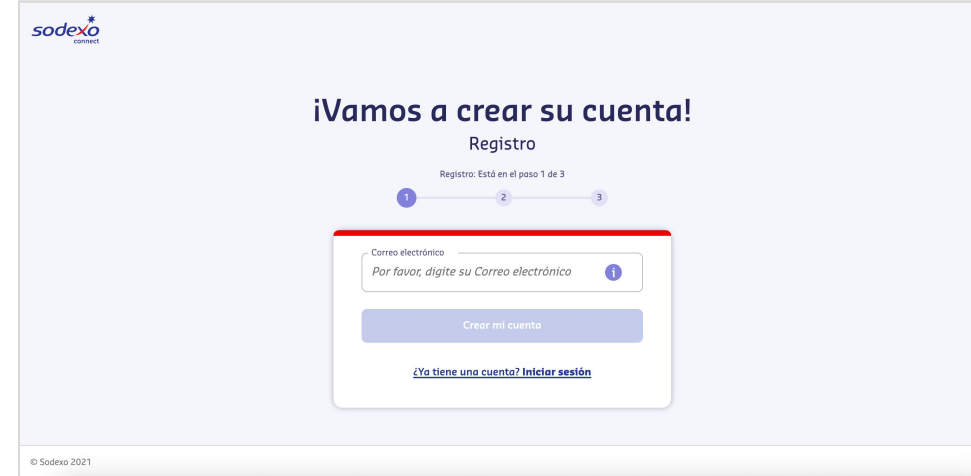 sodexo
connect
¡Vamos a crear su cuenta!
Registro
Registro: Está en el paso 1 de 3
1 2 3
Correo electrónico
Por favor, digite su Correo electrónico i
Crear mi cuenta
¿Ya tiene una cuenta? Iniciar sesión
© Sodexo 2021